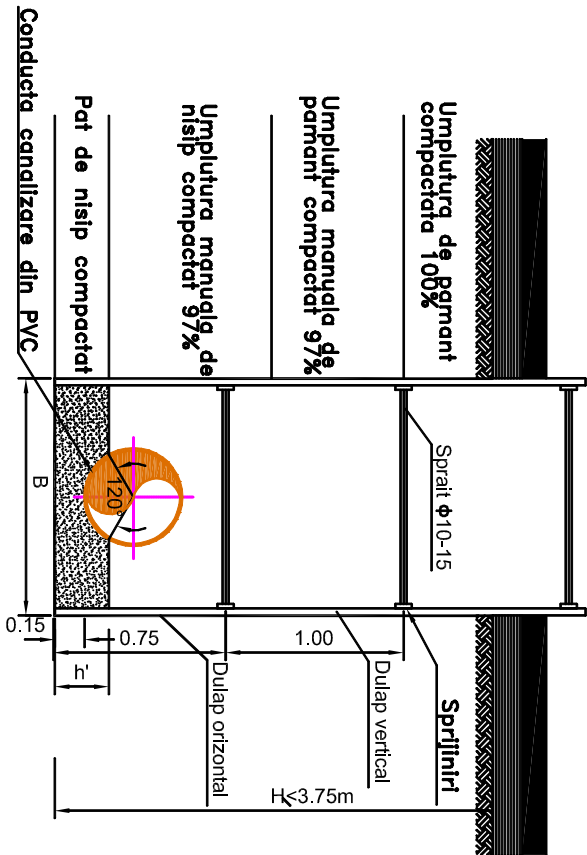 Umplutura de pamant
compactata 100%
Umplutura manuala de
pamant compactat 97%
Umplutura manuala de
nisip compactat 97%
Pat de nisip compactat
Conducta canalizare din PVC
Sprait ϕ10-15
120°
B
Sprijiniri
Dulap vertical
Dulap orizontal
1.00
0.75
0.15
h'
H<3.75m